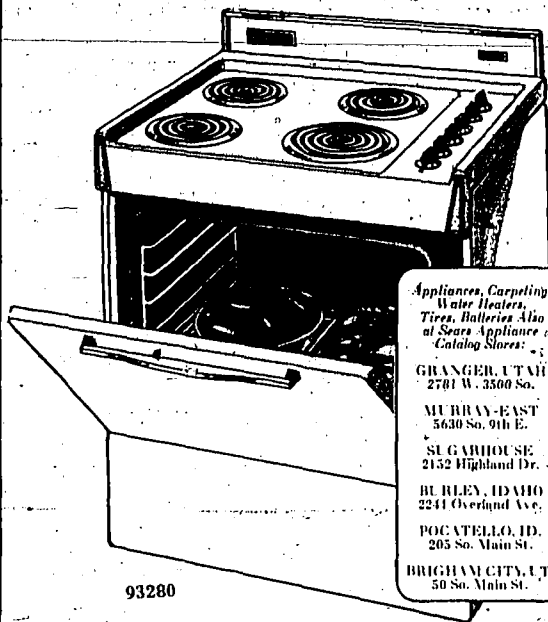 Appliances, Carpeting
Water Heaters,
Tires, Batteries Also
at Sears Appliance &
Catalog Stores:
GRANGER, UTAH
2781 W. 3500 So.
MURRAY-EAST
5630 So. 9th E.
SUGARHOUSE
2152 Highland Dr.
BURLEY, IDAHO
2241 Overland Ave.
POCATELLO, ID.
205 So. Main St.
BRIGHAM CITY, UT
50 So. Main St.
93280